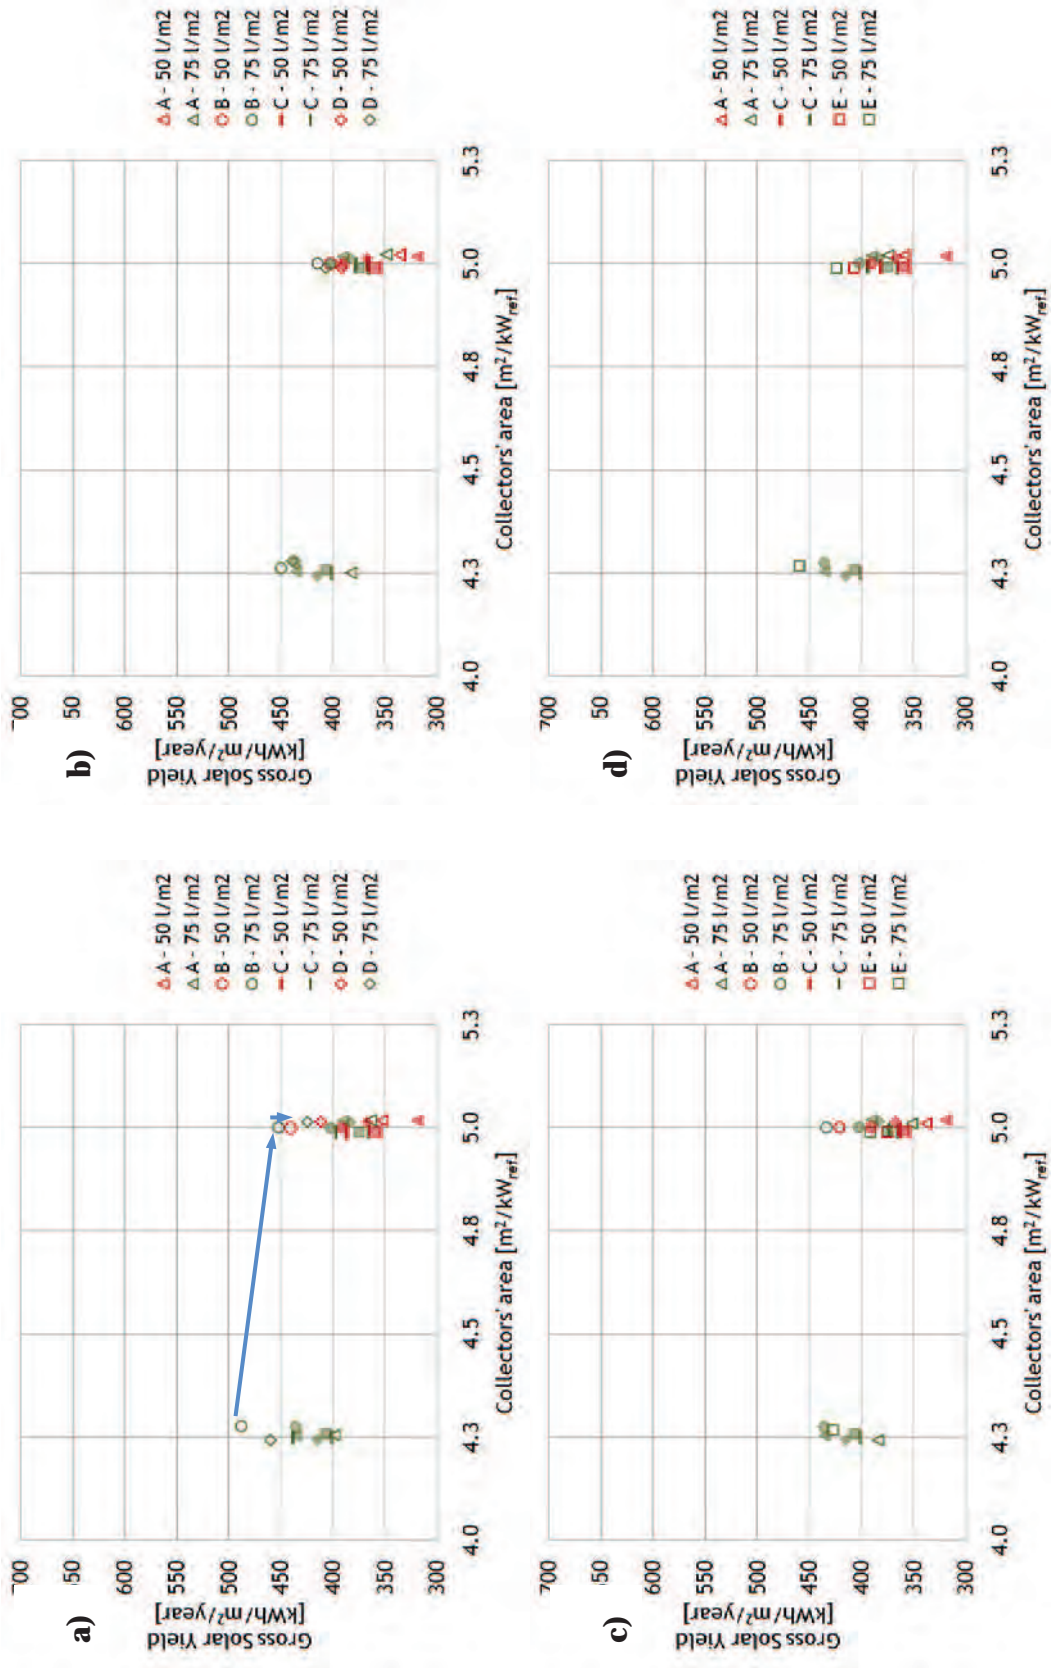 a)
Gross Solar Yield
[kWh/m²/year]
00
50
600
550
500
450
400
350
300
4.0 4.3 4.5 4.8 5.0 5.3
Collectors' area [m²/kWref]
A - 50 l/m2
A - 75 l/m2
B - 50 l/m2
B - 75 l/m2
C - 50 l/m2
C - 75 l/m2
D - 50 l/m2
D - 75 l/m2
b)
Gross Solar Yield
[kWh/m²/year]
00
50
600
550
500
450
400
350
300
4.0 4.3 4.5 4.8 5.0 5.3
Collectors' area [m²/kWref]
A - 50 l/m2
A - 75 l/m2
B - 50 l/m2
B - 75 l/m2
C - 50 l/m2
C - 75 l/m2
D - 50 l/m2
D - 75 l/m2
c)
Gross Solar Yield
[kWh/m²/year]
700
650
600
550
500
450
400
350
300
4.0 4.3 4.5 4.8 5.0 5.3
Collectors' area [m²/kWref]
A - 50 l/m2
A - 75 l/m2
B - 50 l/m2
B - 75 l/m2
C - 50 l/m2
C - 75 l/m2
E - 50 l/m2
E - 75 l/m2
d)
Gross Solar Yield
[kWh/m²/year]
700
650
600
550
500
450
400
350
300
4.0 4.3 4.5 4.8 5.0 5.3
Collectors' area [m²/kWref]
A - 50 l/m2
A - 75 l/m2
C - 50 l/m2
C - 75 l/m2
E - 50 l/m2
E - 75 l/m2